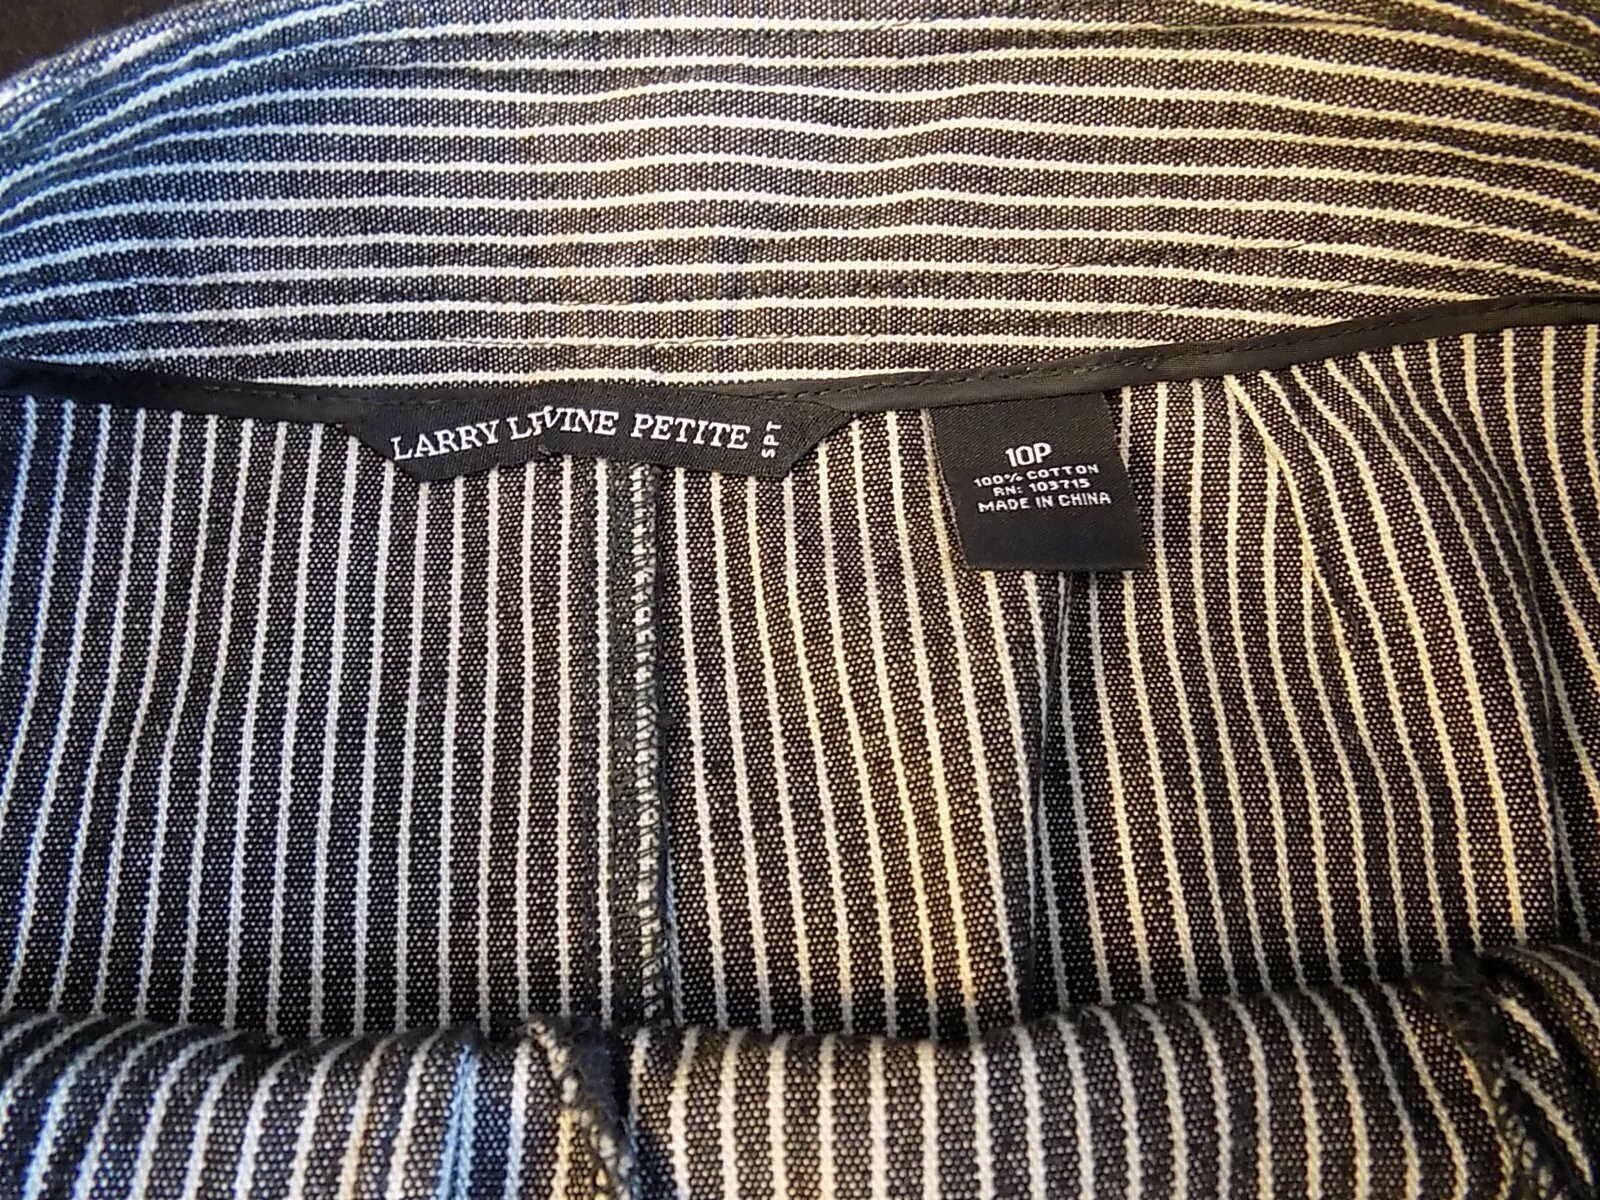 LARRY LEVINE PETITE
SPT
10P
100% COTTON
RN: 103715
MADE IN CHINA